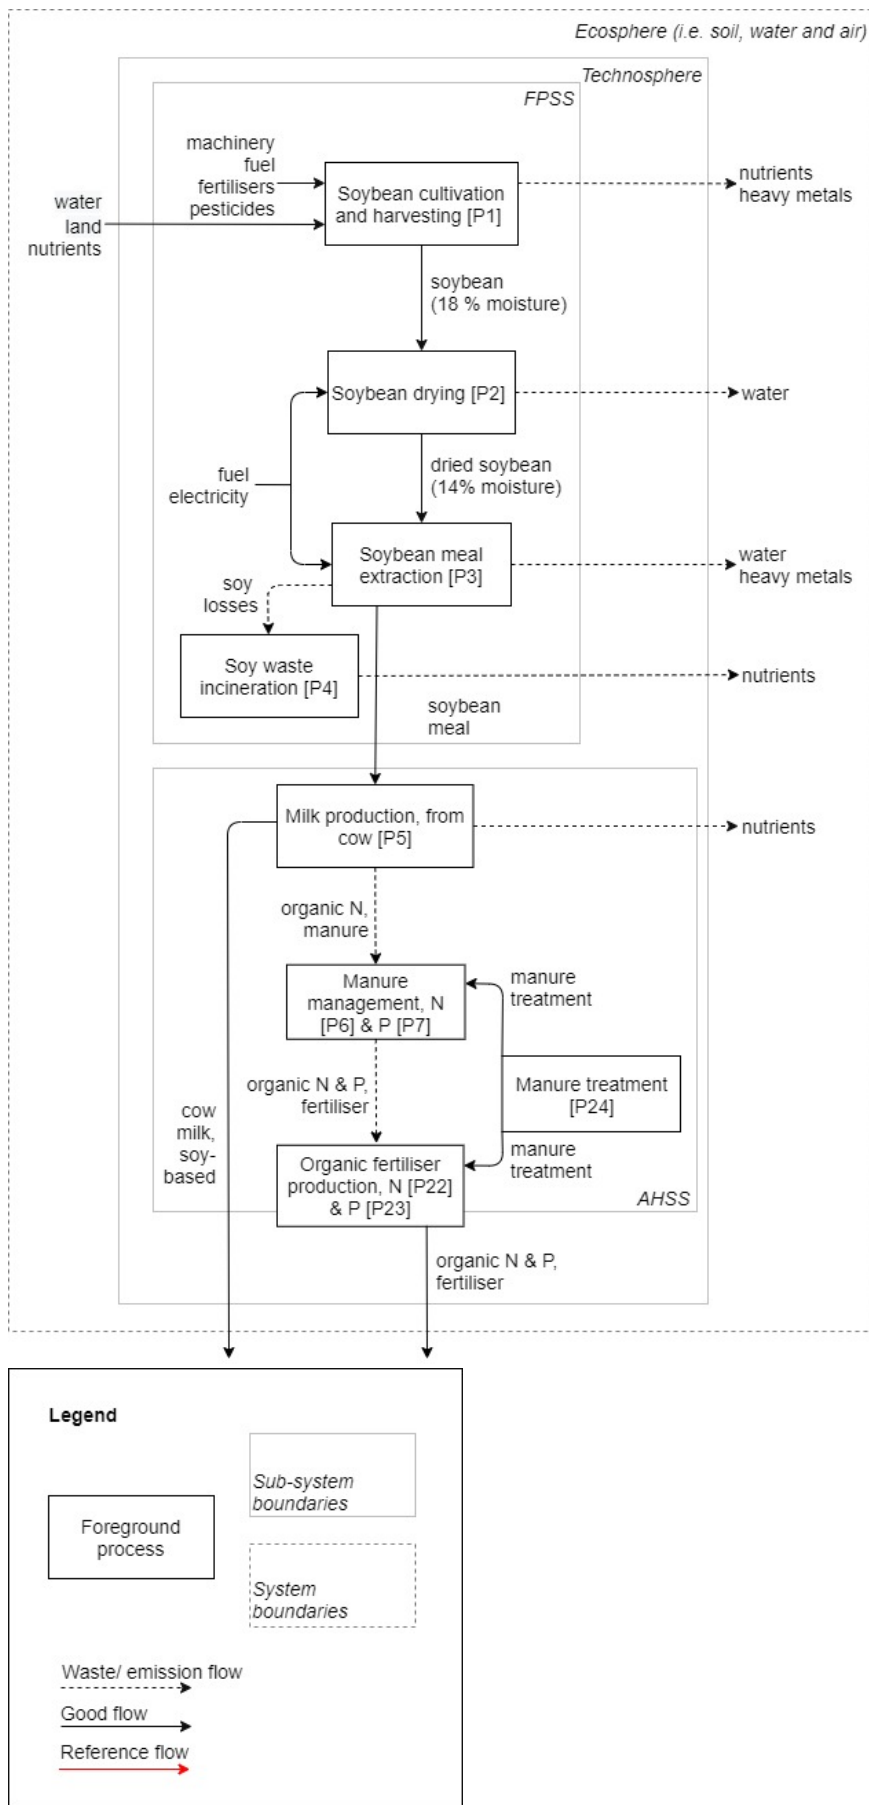 Ecosphere (i.e. soil, water and air)
Technosphere
FPSS
machinery
fuel
fertilisers
pesticides
water
land
nutrients
Soybean cultivation
and harvesting [P1]
nutrients
heavy metals
soybean
(18 % moisture)
Soybean drying [P2]
water
fuel
electricity
dried soybean
(14% moisture)
Soybean meal
extraction [P3]
water
heavy metals
soy
losses
Soy waste
incineration [P4]
nutrients
soybean
meal
Milk production, from
cow [P5]
nutrients
organic N,
manure
Manure
management, N
[P6] & P [P7]
manure
treatment
organic N & P,
fertiliser
Manure treatment
[P24]
cow
milk,
soy-
based
manure
treatment
Organic fertiliser
production, N [P22]
& P [P23]
AHSS
organic N & P,
fertiliser
Legend
Foreground
process
Sub-system
boundaries
System
boundaries
Waste/ emission flow
Good flow
Reference flow